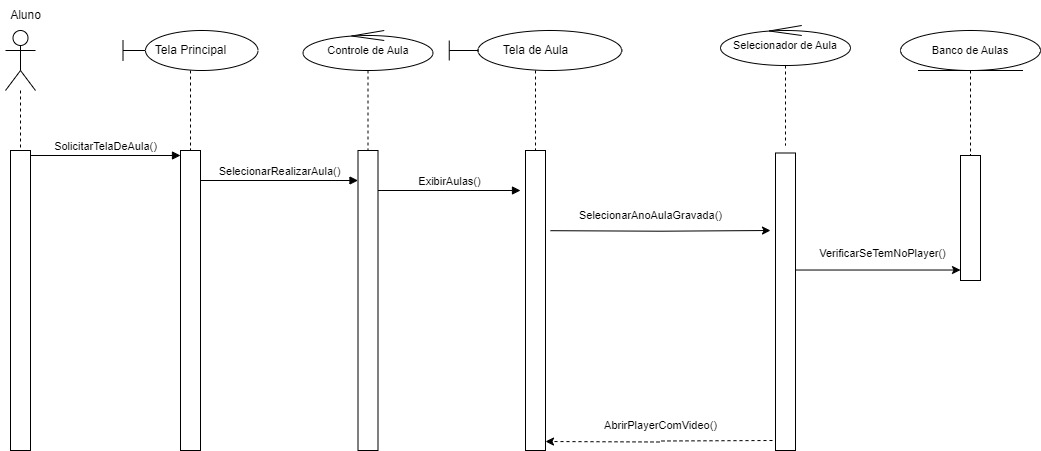 Aluno
Tela Principal
Controle de Aula
Tela de Aula
Selecionador de Aula
Banco de Aulas
SolicitarTelaDeAula()
SelecionarRealizarAula()
ExibirAulas()
SelecionarAnoAulaGravada()
VerificarSeTemNoPlayer()
AbrirPlayerComVideo()